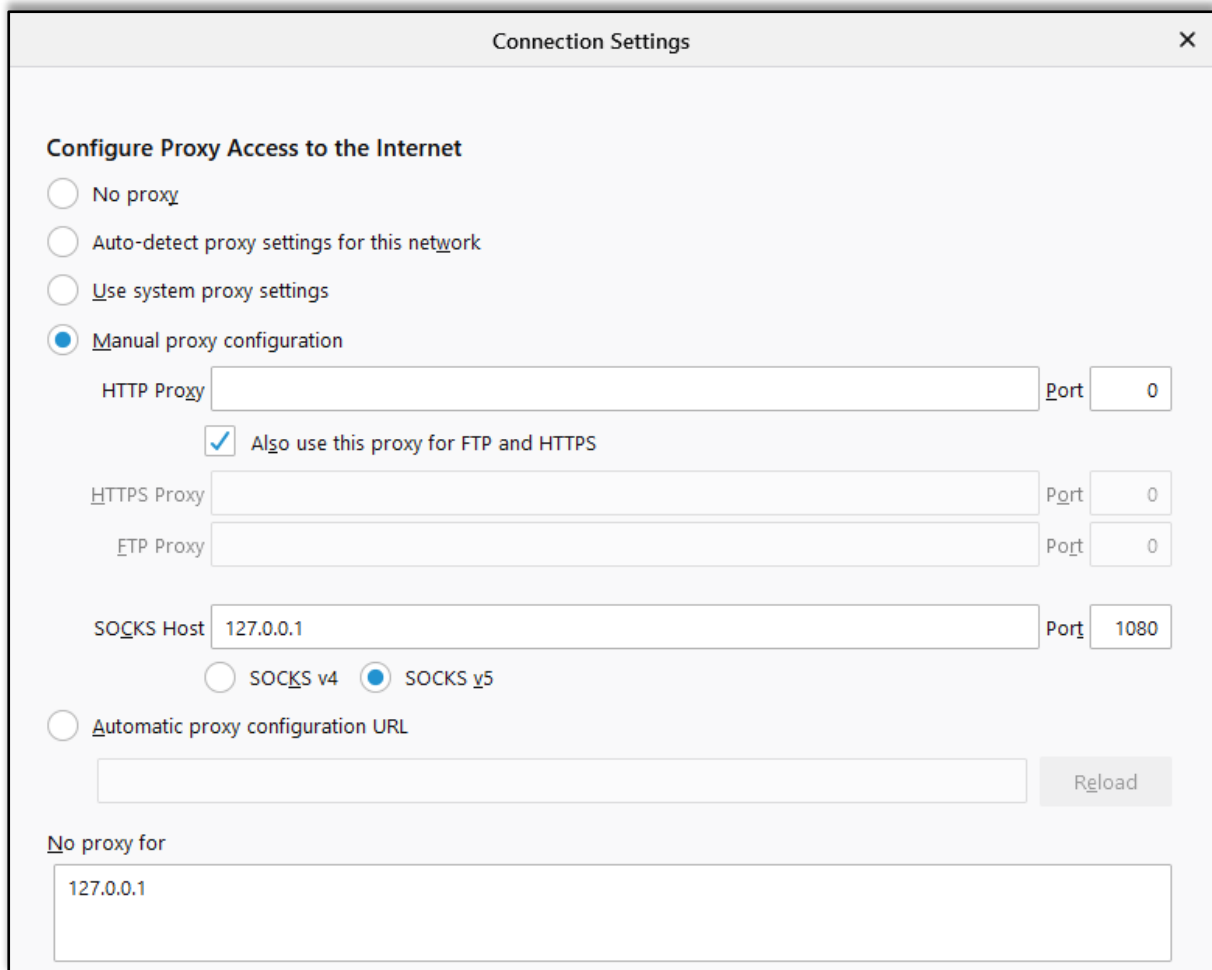 Connection Settings
Configure Proxy Access to the Internet
No proxy
Auto-detect proxy settings for this network
Use system proxy settings
Manual proxy configuration
HTTP Proxy Port 0
Also use this proxy for FTP and HTTPS
HTTPS Proxy Port 0
FTP Proxy Port 0
SOCKS Host 127.0.0.1 Port 1080
SOCKS v4 SOCKS v5
Automatic proxy configuration URL
Reload
No proxy for
127.0.0.1